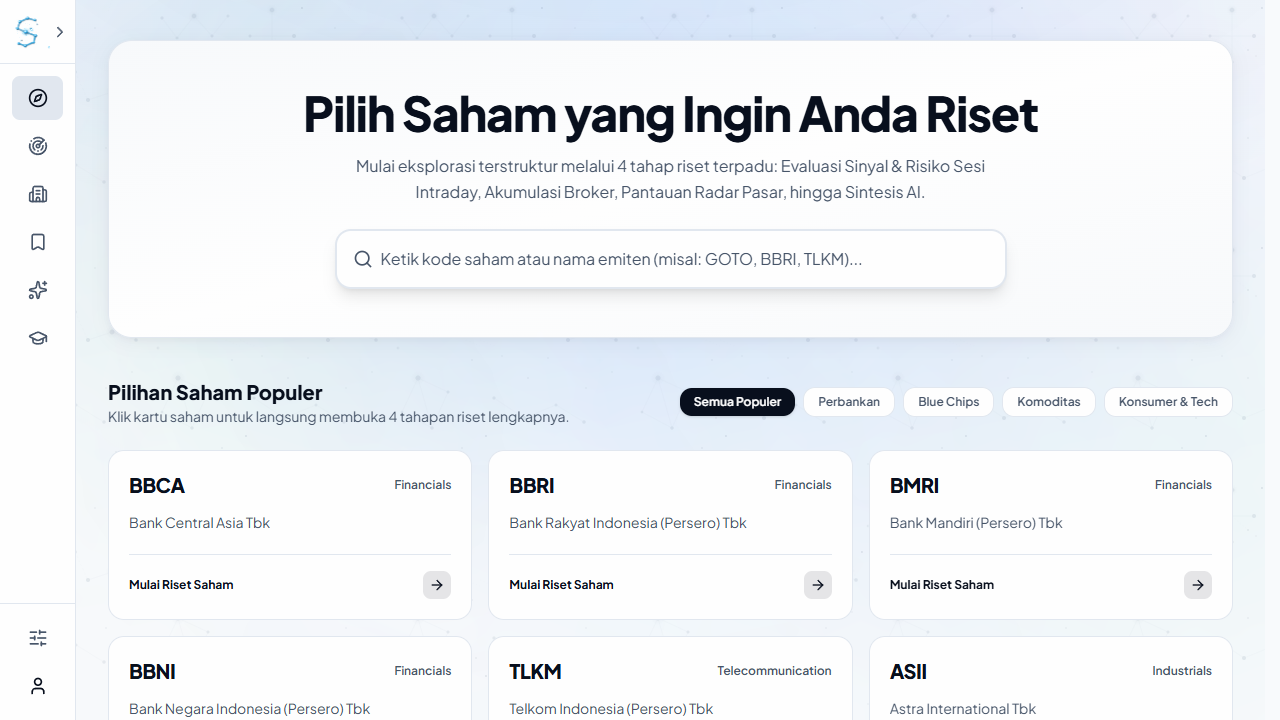 Pilih Saham yang Ingin Anda Riset
Mulai eksplorasi terstruktur melalui 4 tahap riset terpadu: Evaluasi Sinyal & Risiko Sesi
Intraday, Akumulasi Broker, Pantauan Radar Pasar, hingga Sintesis AI.
Ketik kode saham atau nama emiten (misal: GOTO, BBRI, TLKM)...
Pilihan Saham Populer
Klik kartu saham untuk langsung membuka 4 tahapan riset lengkapnya.
Semua Populer
Perbankan
Blue Chips
Komoditas
Konsumer & Tech
BBCA
Financials
Bank Central Asia Tbk
Mulai Riset Saham
BBRI
Financials
Bank Rakyat Indonesia (Persero) Tbk
Mulai Riset Saham
BMRI
Financials
Bank Mandiri (Persero) Tbk
Mulai Riset Saham
BBNI
Financials
Bank Negara Indonesia (Persero) Tbk
TLKM
Telecommunication
Telkom Indonesia (Persero) Tbk
ASII
Industrials
Astra International Tbk